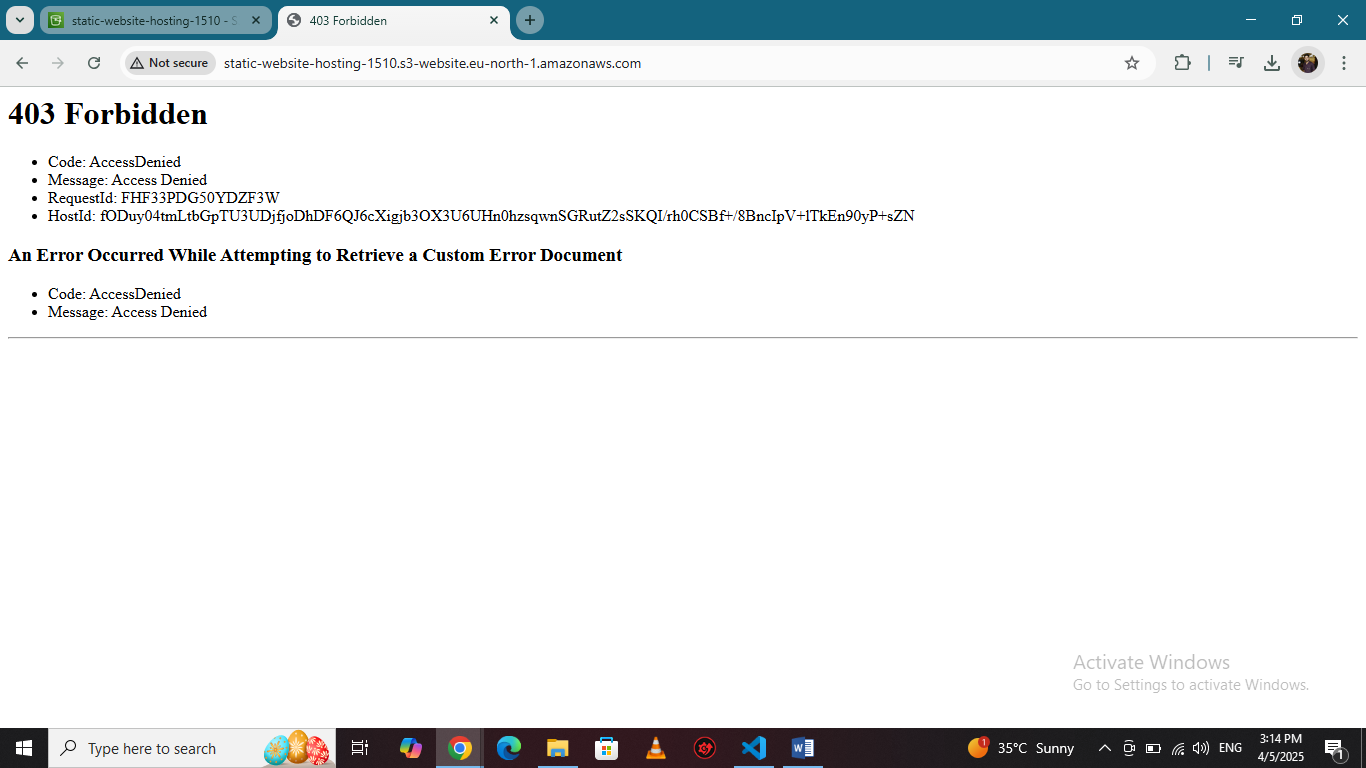 static-website-hosting-1510 - S
403 Forbidden
Not secure
static-website-hosting-1510.s3-website.eu-north-1.amazonaws.com
403 Forbidden
Code: AccessDenied
Message: Access Denied
RequestId: FHF33PDG50YDZF3W
HostId: fODuy04tmLtbGpTU3UDjfjoDhDF6QJ6cXigjb3OX3U6UHn0hzsqwnSGRutZ2sSKQI/rh0CSBf+/8BncIpV+lTkEn90yP+sZN
An Error Occurred While Attempting to Retrieve a Custom Error Document
Code: AccessDenied
Message: Access Denied
Activate Windows
Go to Settings to activate Windows.
Type here to search
1
35°C Sunny
ENG
3:14 PM
4/5/2025
1